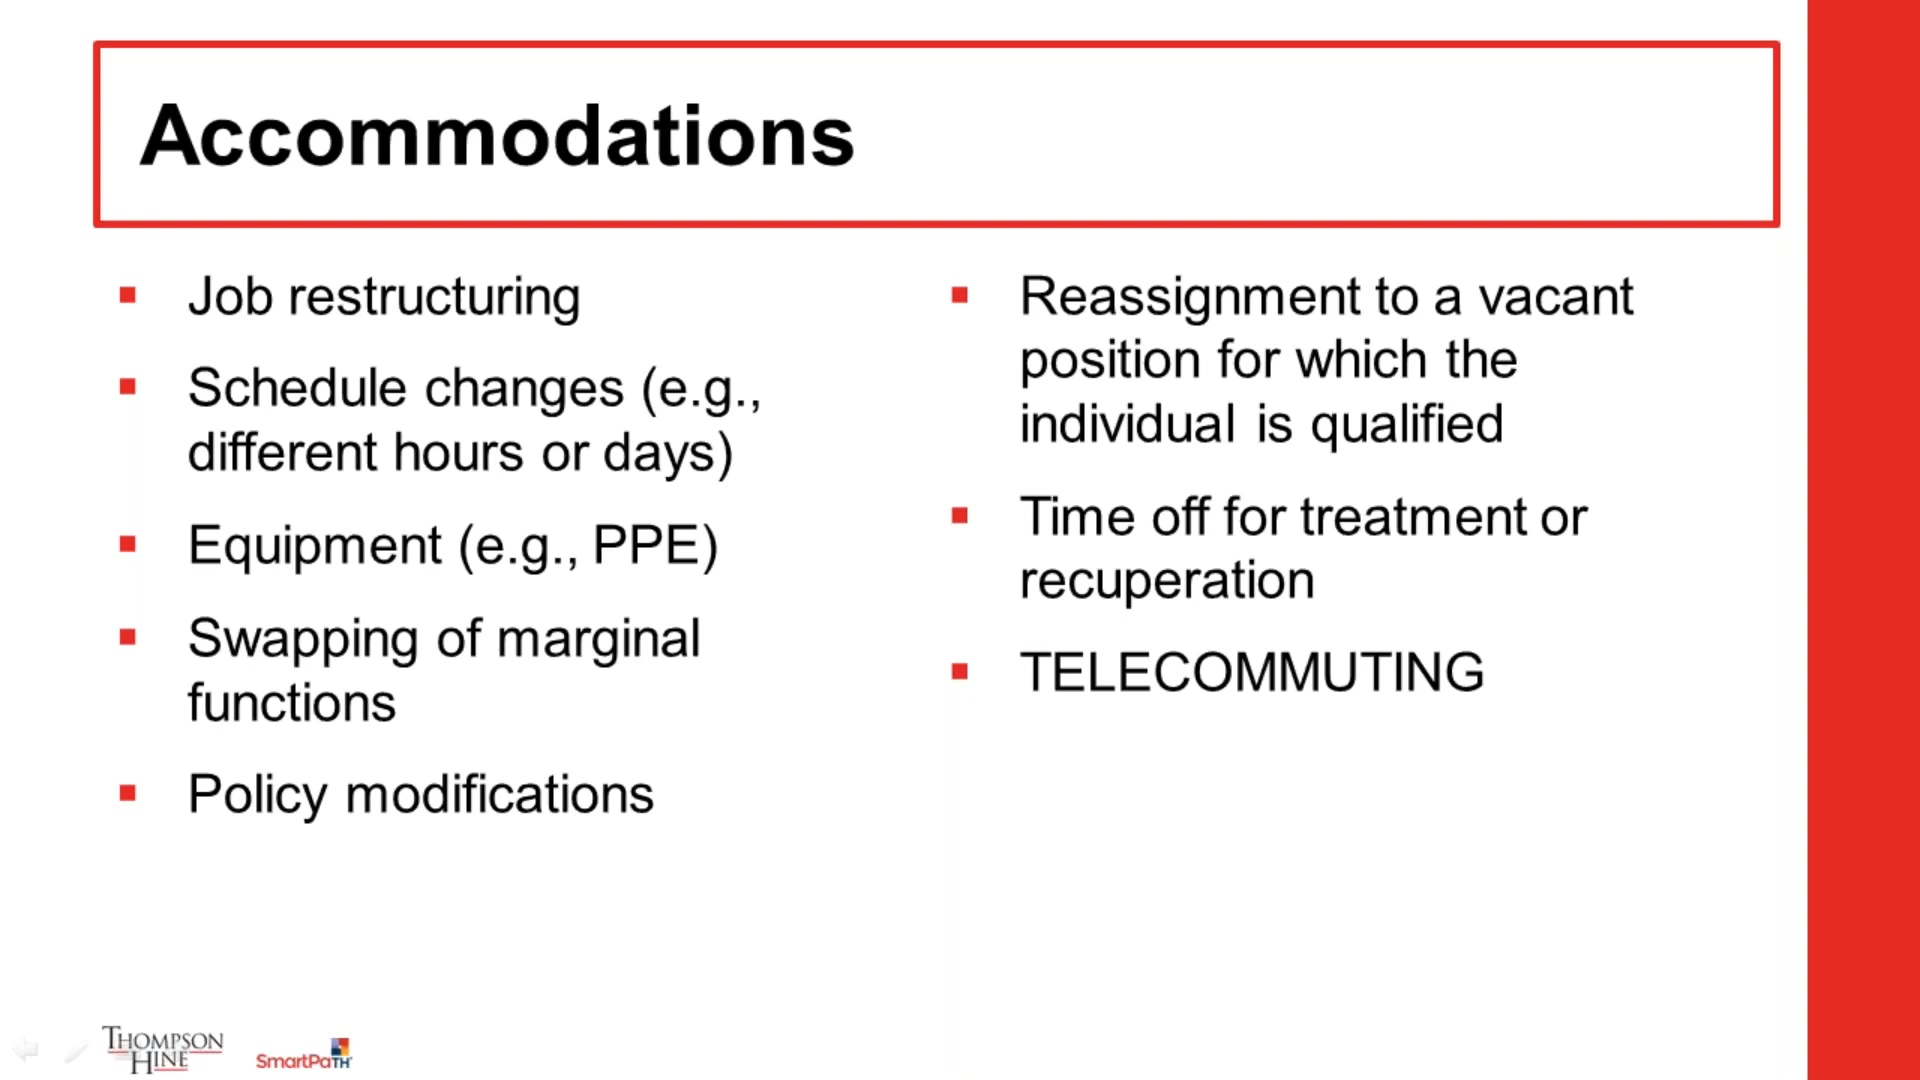 Accommodations
Job restructuring
Schedule changes (e.g.,
different hours or days)
Equipment (e.g., PPE)
Swapping of marginal
functions
Policy modifications
Reassignment to a vacant
position for which the
individual is qualified
Time off for treatment or
recuperation
TELECOMMUTING
THOMPSON
HINE
SmartPaTH